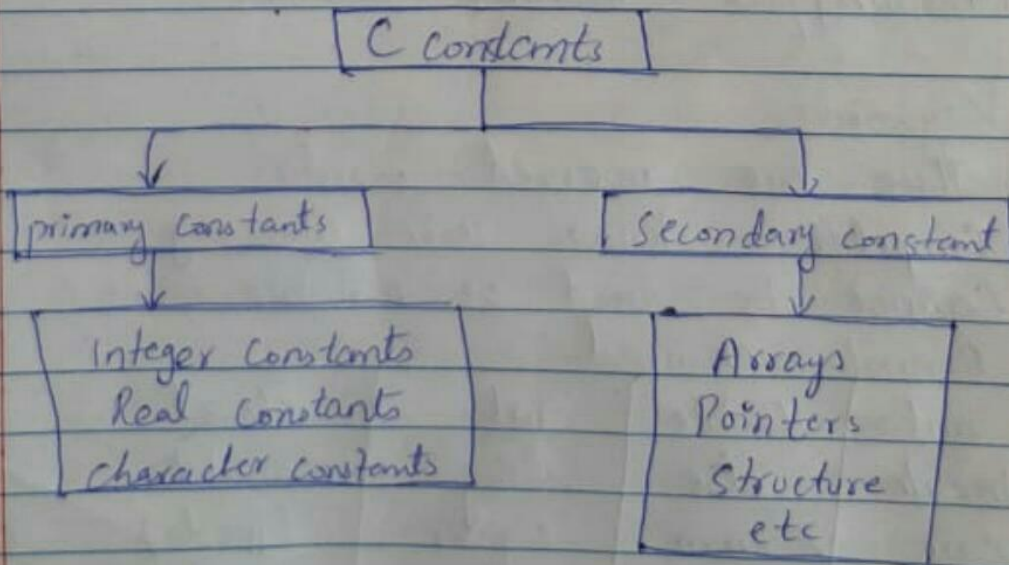 C constants
primary constants
Secondary constant
Integer Constants
Real Constants
character constants
Arrays
Pointers
Structure
etc